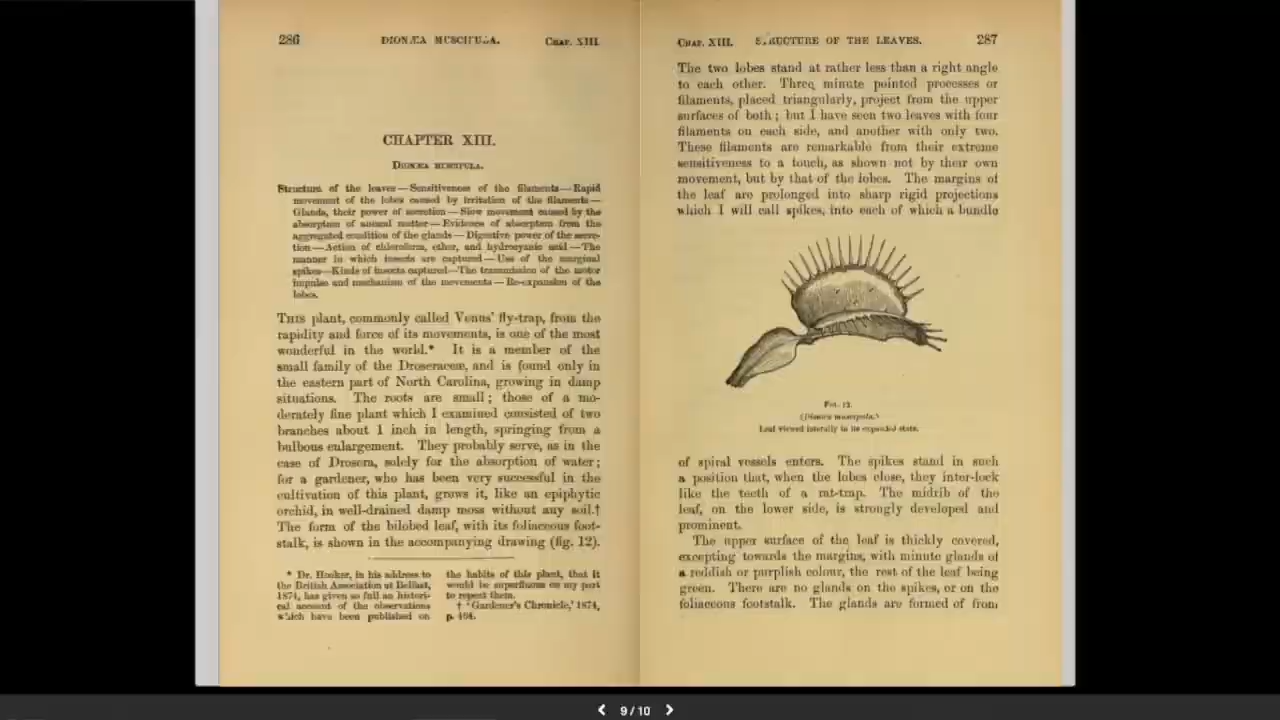 286 DIONÆA MUSCIPULA. CHAP. XIII.
CHAPTER XIII.
DIONÆA MUSCIPULA.
Structure of the leaves — Sensitiveness of the filaments — Rapid
movement of the lobes caused by irritation of the filaments —
Glands, their power of secretion — Slow movement caused by the
absorption of animal matter — Evidence of absorption from the
aggregated condition of the glands — Digestive power of the secre-
tion — Action of chloroform, ether, and hydrocyanic acid — The
manner in which insects are captured — Use of the marginal
spikes — Kinds of insects captured — The transmission of the motor
impulse and mechanism of the movements — Re-expansion of the
lobes.
THIS plant, commonly called Venus' fly-trap, from the
rapidity and force of its movements, is one of the most
wonderful in the world.* It is a member of the
small family of the Droseraceæ, and is found only in
the eastern part of North Carolina, growing in damp
situations. The roots are small; those of a mo-
derately fine plant which I examined consisted of two
branches about 1 inch in length, springing from a
bulbous enlargement. They probably serve, as in the
case of Drosera, solely for the absorption of water;
for a gardener, who has been very successful in the
cultivation of this plant, grows it, like an epiphytic
orchid, in well-drained damp moss without any soil.†
The form of the bilobed leaf, with its foliaceous foot-
stalk, is shown in the accompanying drawing (fig. 12).
* Dr. Hooker, in his address to
the British Association at Belfast,
1874, has given so full an histori-
cal account of the observations
which have been published on
the habits of this plant, that it
would be superfluous on my part
to repeat them.
† 'Gardener's Chronicle,' 1874,
p. 464.
CHAP. XIII. STRUCTURE OF THE LEAVES. 287
The two lobes stand at rather less than a right angle
to each other. Three minute pointed processes or
filaments, placed triangularly, project from the upper
surfaces of both; but I have seen two leaves with four
filaments on each side, and another with only two.
These filaments are remarkable from their extreme
sensitiveness to a touch, as shown not by their own
movement, but by that of the lobes. The margins of
the leaf are prolonged into sharp rigid projections
which I will call spikes, into each of which a bundle
FIG. 12.
(Dionæa muscipula.)
Leaf viewed laterally in its expanded state.
of spiral vessels enters. The spikes stand in such
a position that, when the lobes close, they inter-lock
like the teeth of a rat-trap. The midrib of the
leaf, on the lower side, is strongly developed and
prominent.
The upper surface of the leaf is thickly covered,
excepting towards the margins, with minute glands of
a reddish or purplish colour, the rest of the leaf being
green. There are no glands on the spikes, or on the
foliaceous footstalk. The glands are formed of from
9 / 10